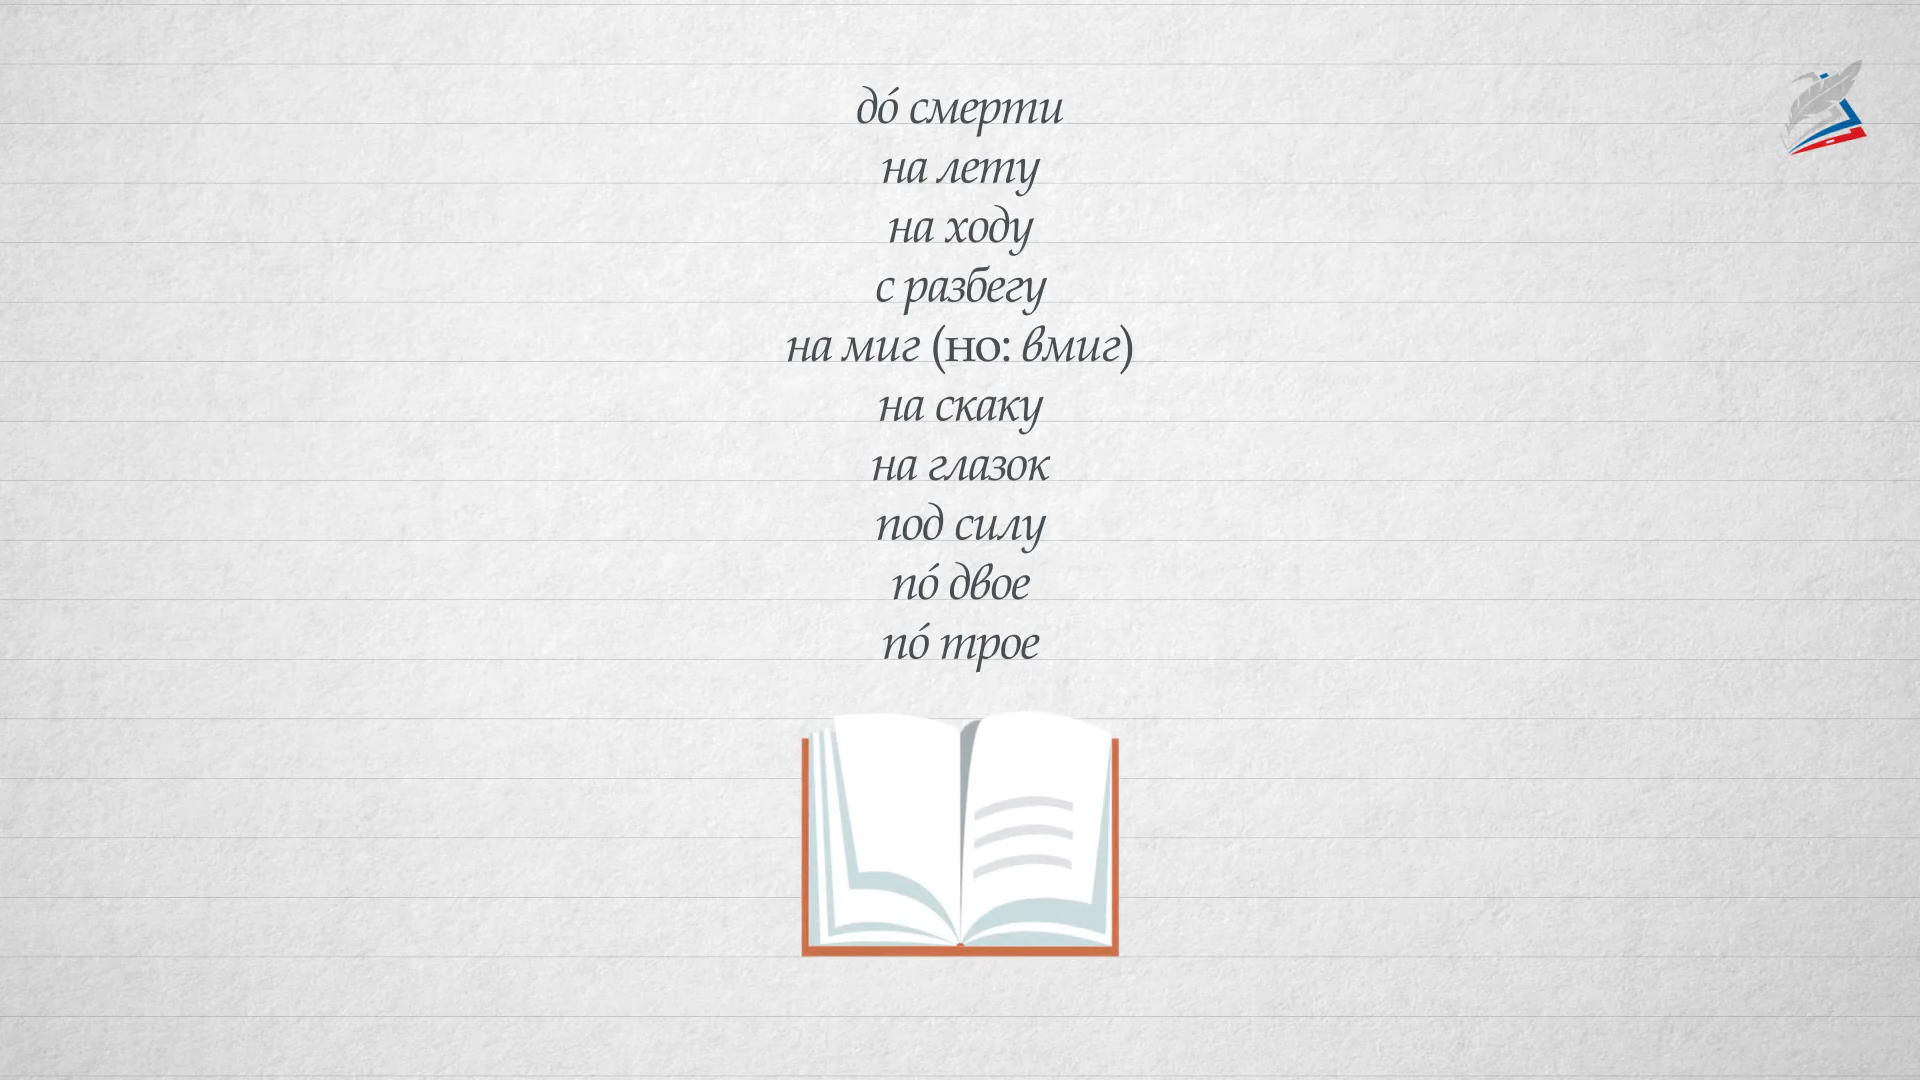 до́ смерти
на лету
на ходу
с разбегу
на миг (но: вмиг)
на скаку
на глазок
под силу
по́ двое
по́ трое